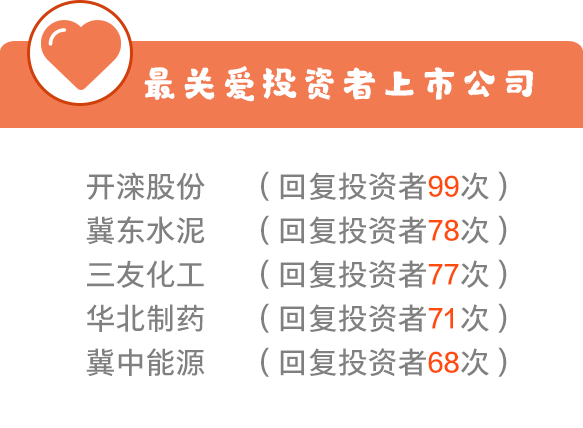 最关爱投资者上市公司
开滦股份 （回复投资者99次）
冀东水泥 （回复投资者78次）
三友化工 （回复投资者77次）
华北制药 （回复投资者71次）
冀中能源 （回复投资者68次）